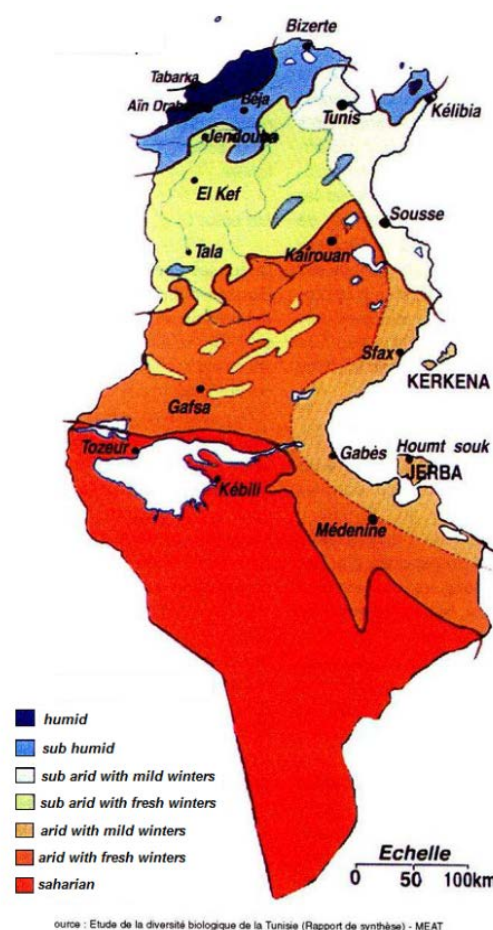 Bizerte
Tabarka
Aïn Drah
Béja
Tunis
Kélibia
Jendouba
El Kef
Sousse
Tala
Kairouan
Sfax
KERKENA
Gafsa
Tozeur
Gabès
Houmt souk
JERBA
Kébili
Médenine
humid
sub humid
sub arid with mild winters
sub arid with fresh winters
arid with mild winters
arid with fresh winters
saharian
Echelle
0 50 100km
ource : Etude de la diversité biologique de la Tunisie (Rapport de synthèse) - MEAT